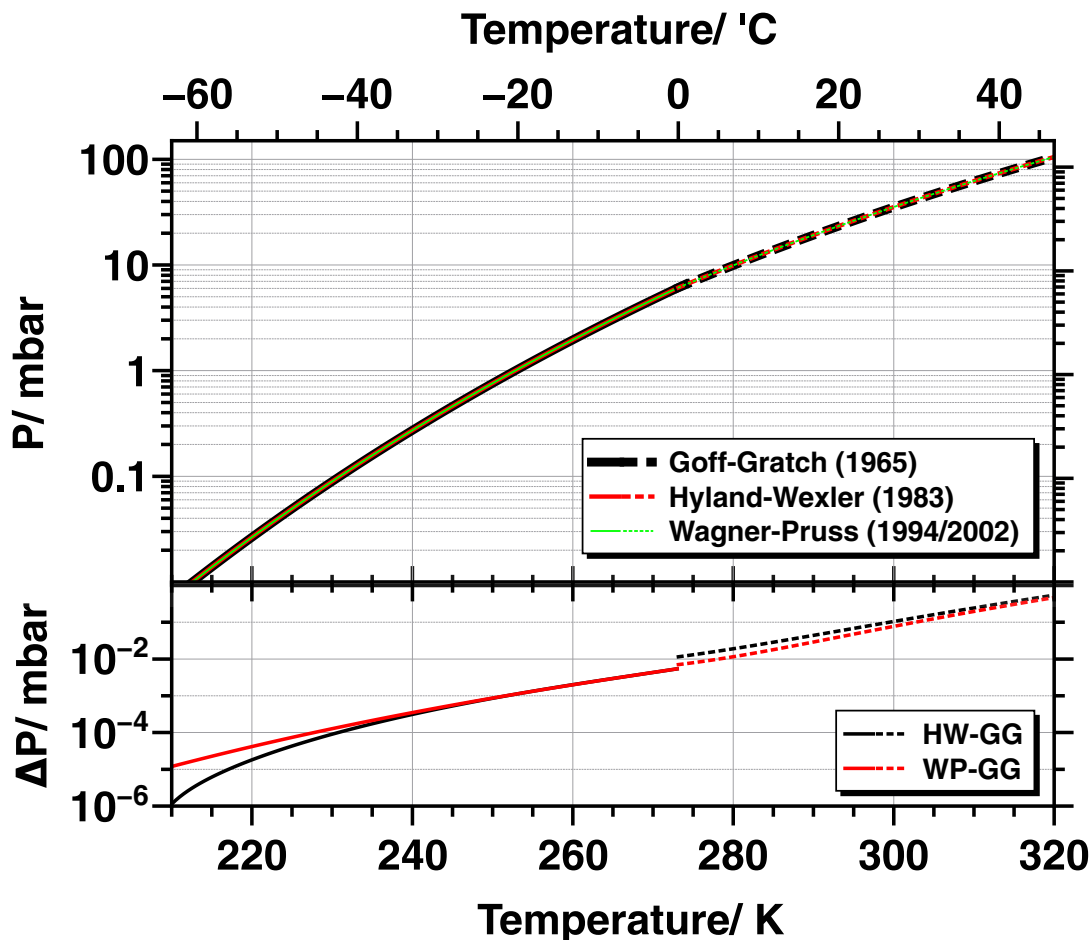 Temperature/ 'C
−60 −40 −20 0 20 40
100
10
1
0.1
P/ mbar
Goff-Gratch (1965)
Hyland-Wexler (1983)
Wagner-Pruss (1994/2002)
10−2
10−4
10−6
ΔP/ mbar
HW-GG
WP-GG
220 240 260 280 300 320
Temperature/ K